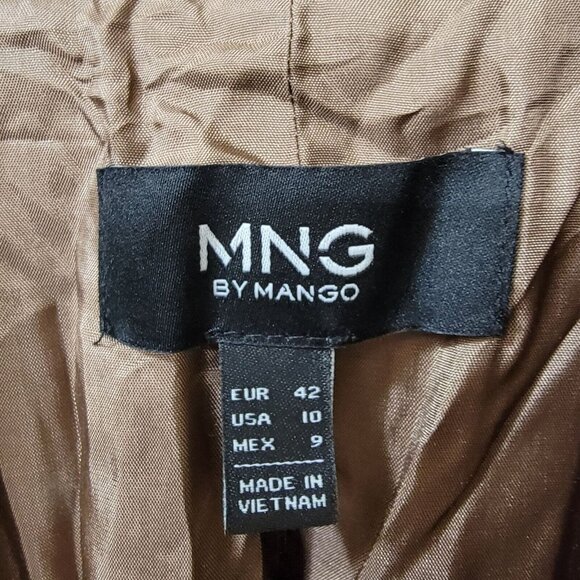 MNG
BY MANGO
EUR 42
USA 10
MEX 9
MADE IN
VIETNAM